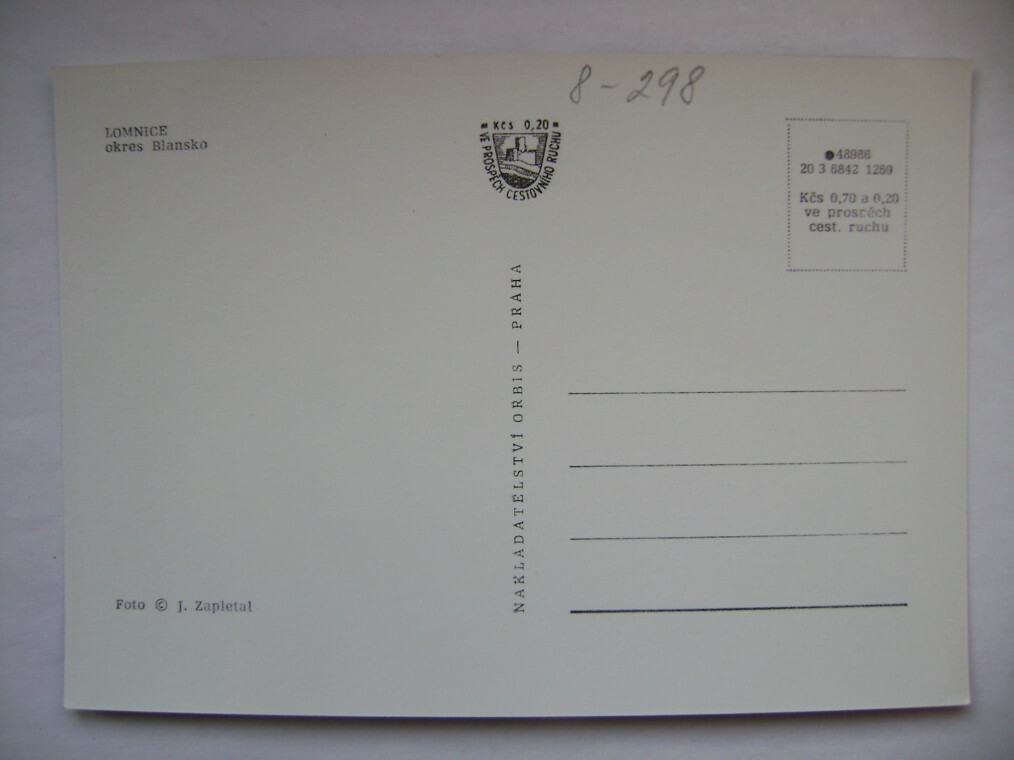 8-298
LOMNICE
okres Blansko
Kčs 0,20
VE PROSPĚCH CESTOVNÍHO RUCHU
48986
20 3 6842 1269
Kčs 0,70 a 0,20
ve prospěch
cest. ruchu
NAKLADATELSTVÍ ORBIS — PRAHA
Foto © J. Zapletal